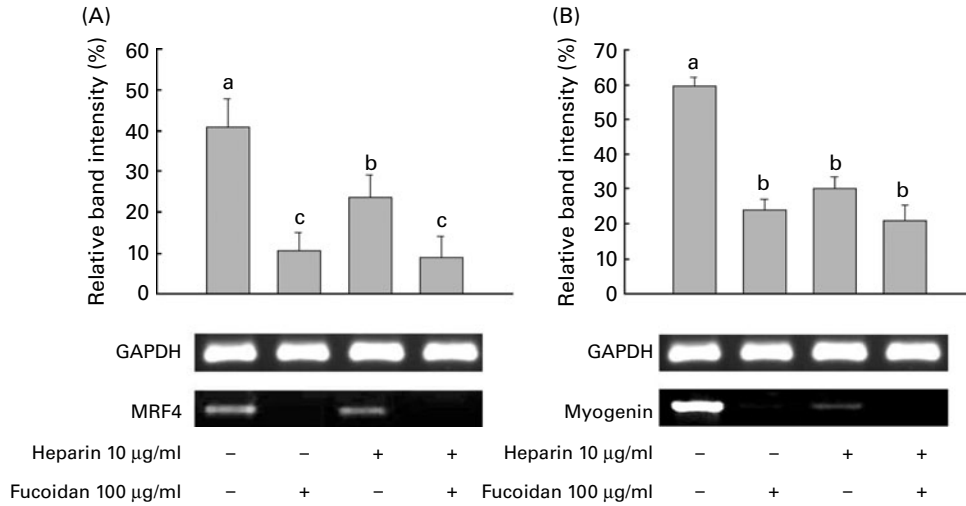 (A)
Relative band intensity (%)
60
50
40
30
20
10
0
a
c
b
c
GAPDH
MRF4
Heparin 10 μg/ml – – + +
Fucoidan 100 μg/ml – + – +
(B)
Relative band intensity (%)
70
60
50
40
30
20
10
0
a
b
b
b
GAPDH
Myogenin
Heparin 10 μg/ml – – + +
Fucoidan 100 μg/ml – + – +